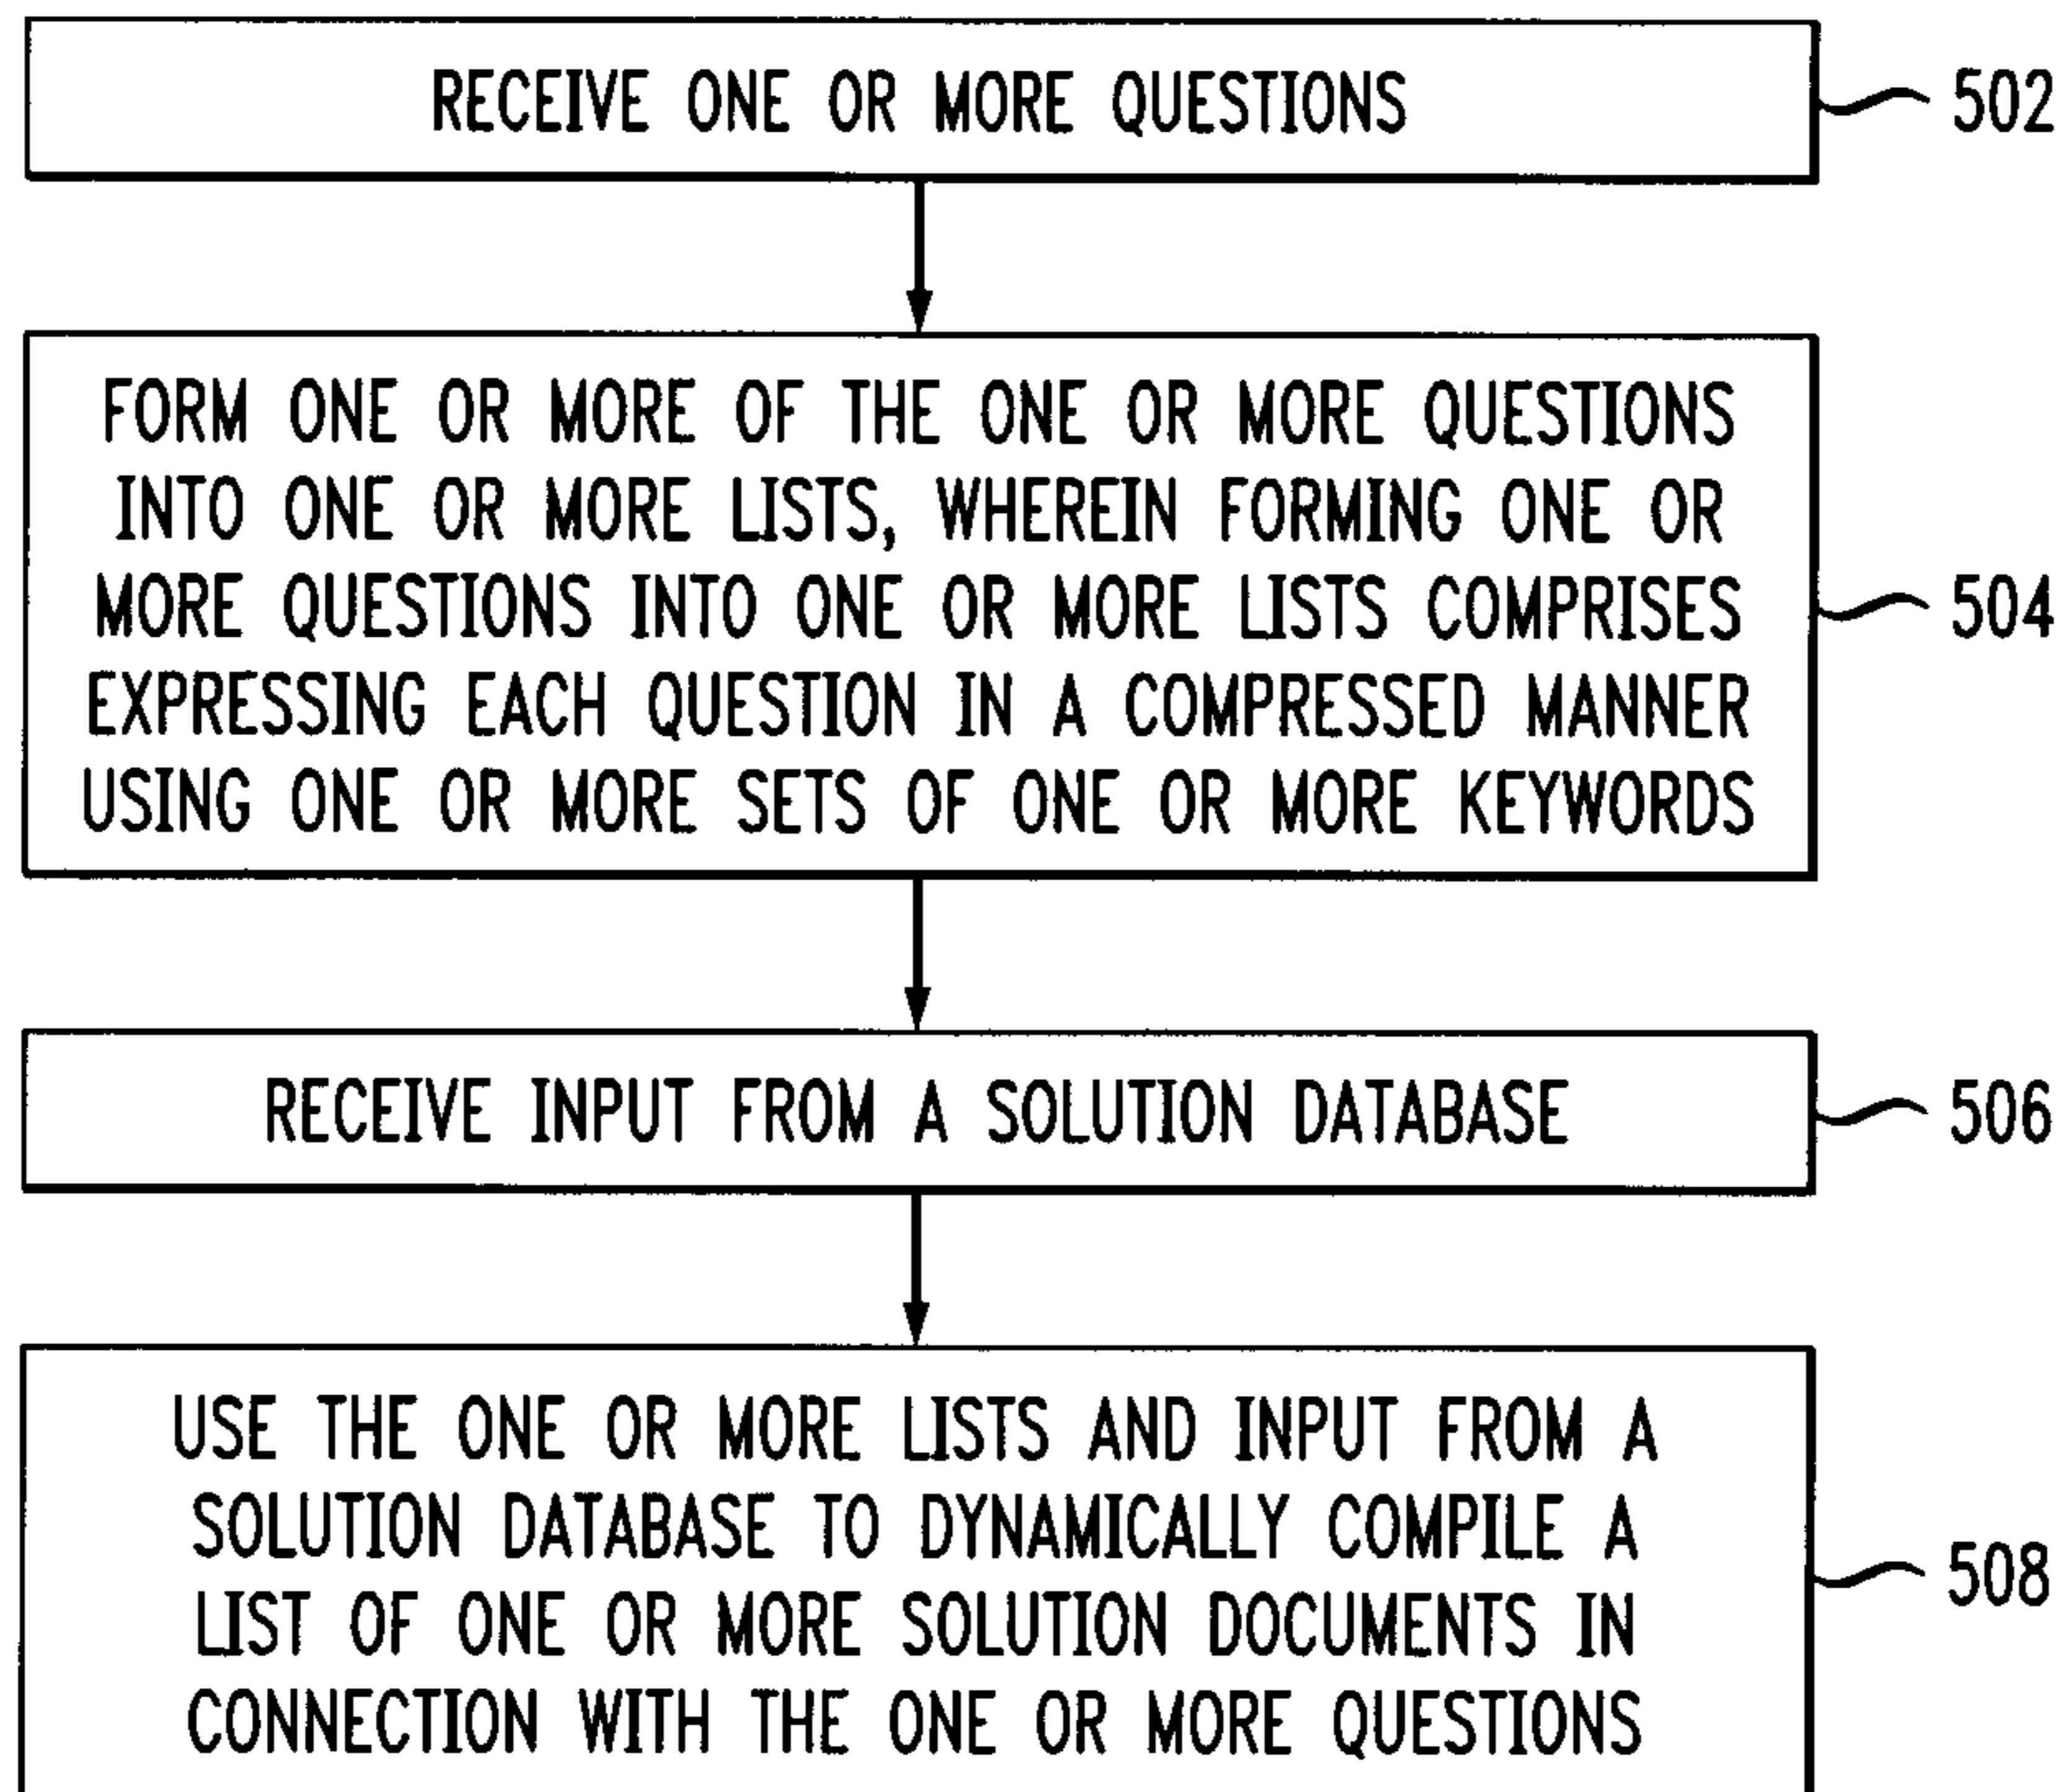 RECEIVE ONE OR MORE QUESTIONS
502
FORM ONE OR MORE OF THE ONE OR MORE QUESTIONS
INTO ONE OR MORE LISTS, WHEREIN FORMING ONE OR
MORE QUESTIONS INTO ONE OR MORE LISTS COMPRISES
EXPRESSING EACH QUESTION IN A COMPRESSED MANNER
USING ONE OR MORE SETS OF ONE OR MORE KEYWORDS
504
RECEIVE INPUT FROM A SOLUTION DATABASE
506
USE THE ONE OR MORE LISTS AND INPUT FROM A
SOLUTION DATABASE TO DYNAMICALLY COMPILE A
LIST OF ONE OR MORE SOLUTION DOCUMENTS IN
CONNECTION WITH THE ONE OR MORE QUESTIONS
508